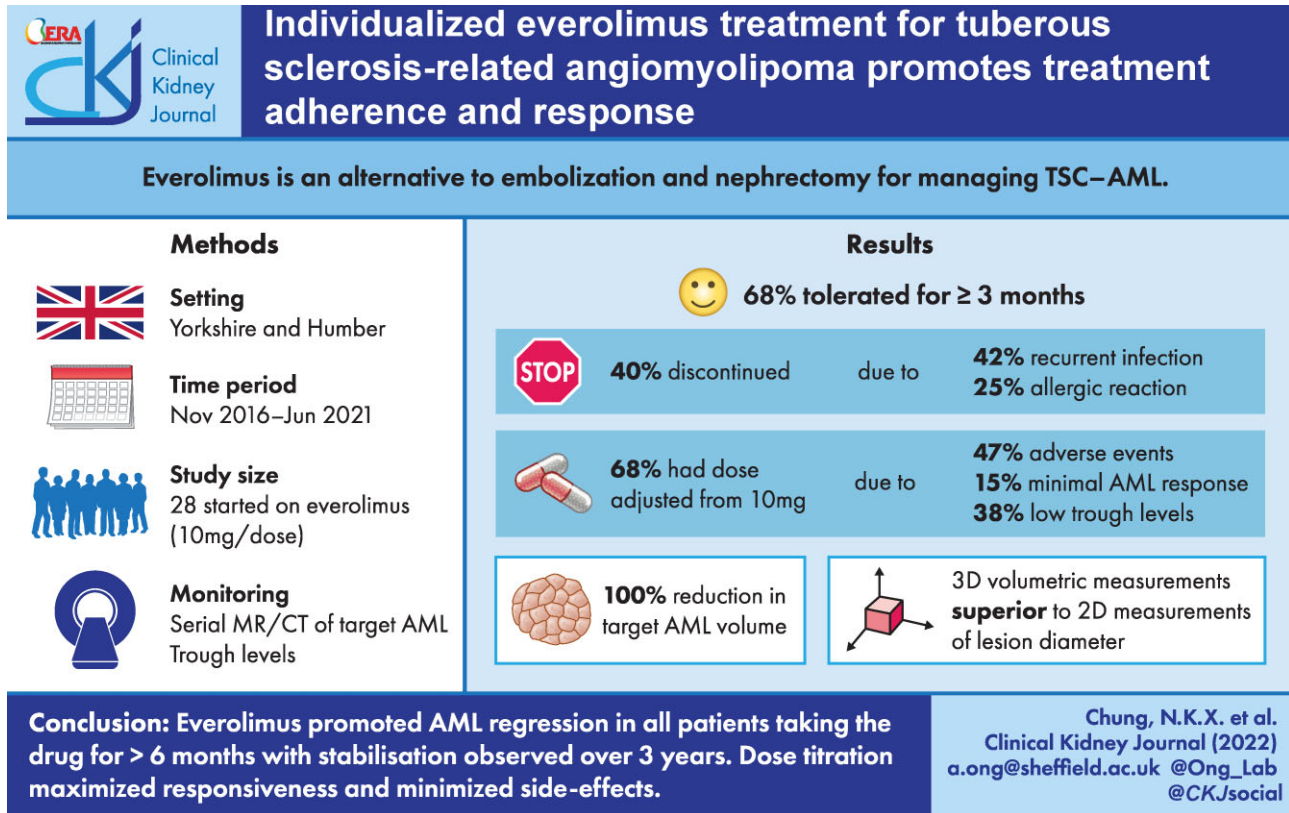 ERA
CKJ
Clinical
Kidney
Journal
Individualized everolimus treatment for tuberous
sclerosis-related angiomyolipoma promotes treatment
adherence and response
Everolimus is an alternative to embolization and nephrectomy for managing TSC–AML.
Methods
Setting
Yorkshire and Humber
Time period
Nov 2016–Jun 2021
Study size
28 started on everolimus
(10mg/dose)
Monitoring
Serial MR/CT of target AML
Trough levels
Results
68% tolerated for ≥ 3 months
STOP
40% discontinued
due to
42% recurrent infection
25% allergic reaction
68% had dose
adjusted from 10mg
due to
47% adverse events
15% minimal AML response
38% low trough levels
100% reduction in
target AML volume
3D volumetric measurements
superior to 2D measurements
of lesion diameter
Conclusion: Everolimus promoted AML regression in all patients taking the
drug for > 6 months with stabilisation observed over 3 years. Dose titration
maximized responsiveness and minimized side-effects.
Chung, N.K.X. et al.
Clinical Kidney Journal (2022)
a.ong@sheffield.ac.uk @Ong_Lab
@CKJsocial